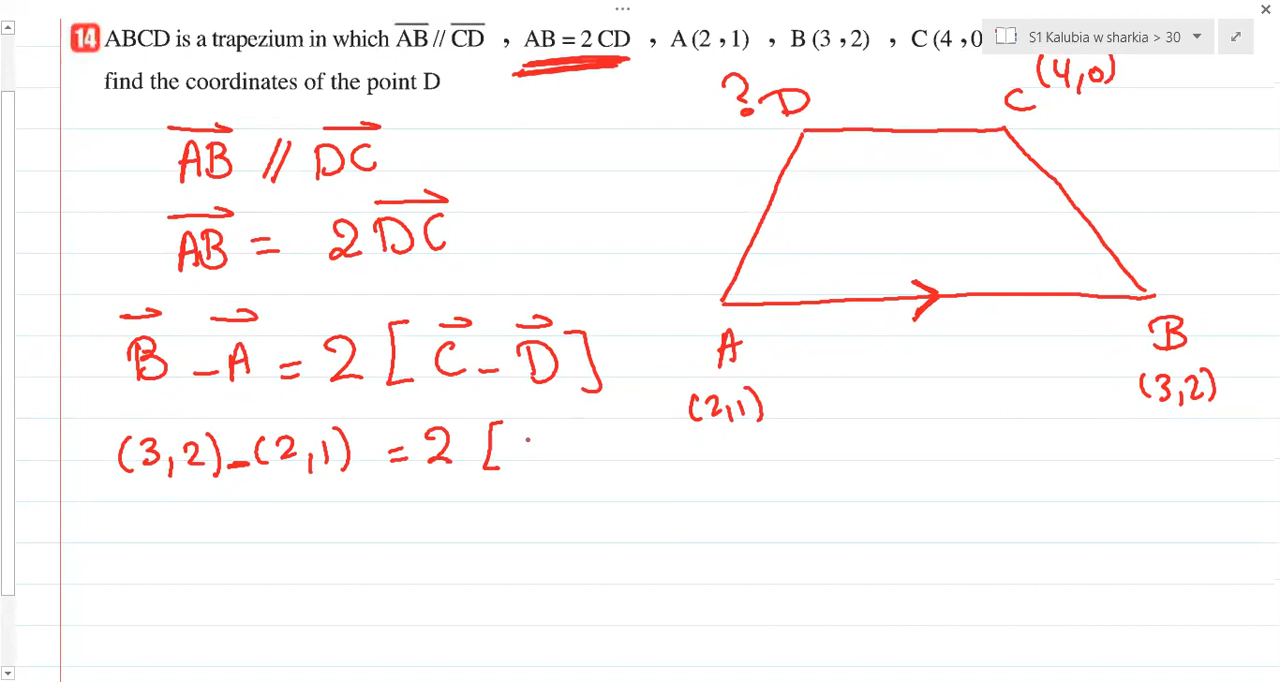 14 ABCD is a trapezium in which AB // CD , AB = 2 CD , A (2 , 1) , B (3 , 2) , C (4 , 0
S1 Kalubia w sharkia > 30
find the coordinates of the point D
AB // DC
AB = 2 DC
B - A = 2 [ C - D ]
(3,2) - (2,1) = 2 [
? D
C
(4,0)
A
(2,1)
B
(3,2)